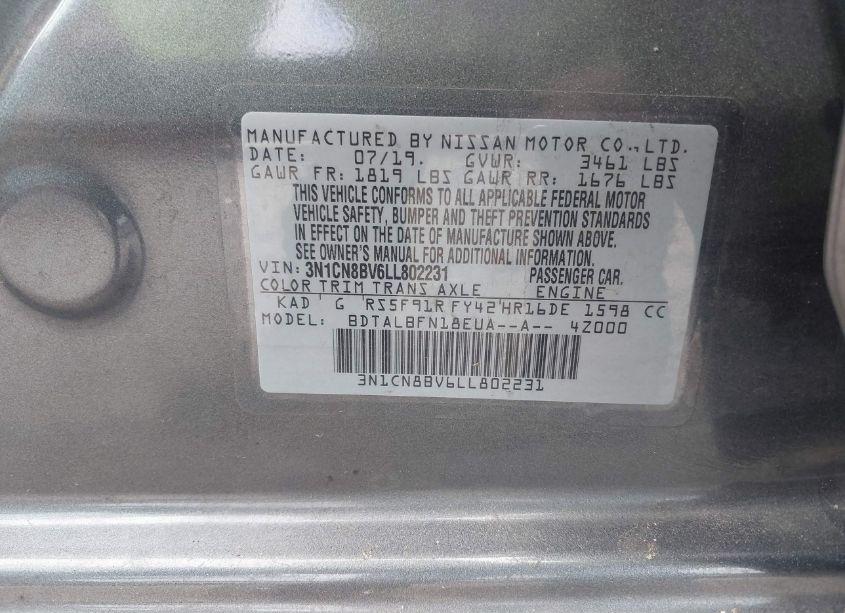 MANUFACTURED BY NISSAN MOTOR CO., LTD.
DATE: 07/19. GVWR: 3461 LBS
GAWR FR: 1819 LBS GAWR RR: 1676 LBS
THIS VEHICLE CONFORMS TO ALL APPLICABLE FEDERAL MOTOR
VEHICLE SAFETY, BUMPER AND THEFT PREVENTION STANDARDS
IN EFFECT ON THE DATE OF MANUFACTURE SHOWN ABOVE.
SEE OWNER'S MANUAL FOR ADDITIONAL INFORMATION.
VIN: 3N1CN8BV6LL802231 PASSENGER CAR.
COLOR TRIM TRANS AXLE ENGINE
KAD G RS5F91R FY42 HR16DE 1598 CC
MODEL: BDTALBFN18EUA--A-- 4Z000
3N1CN8BV6LL802231